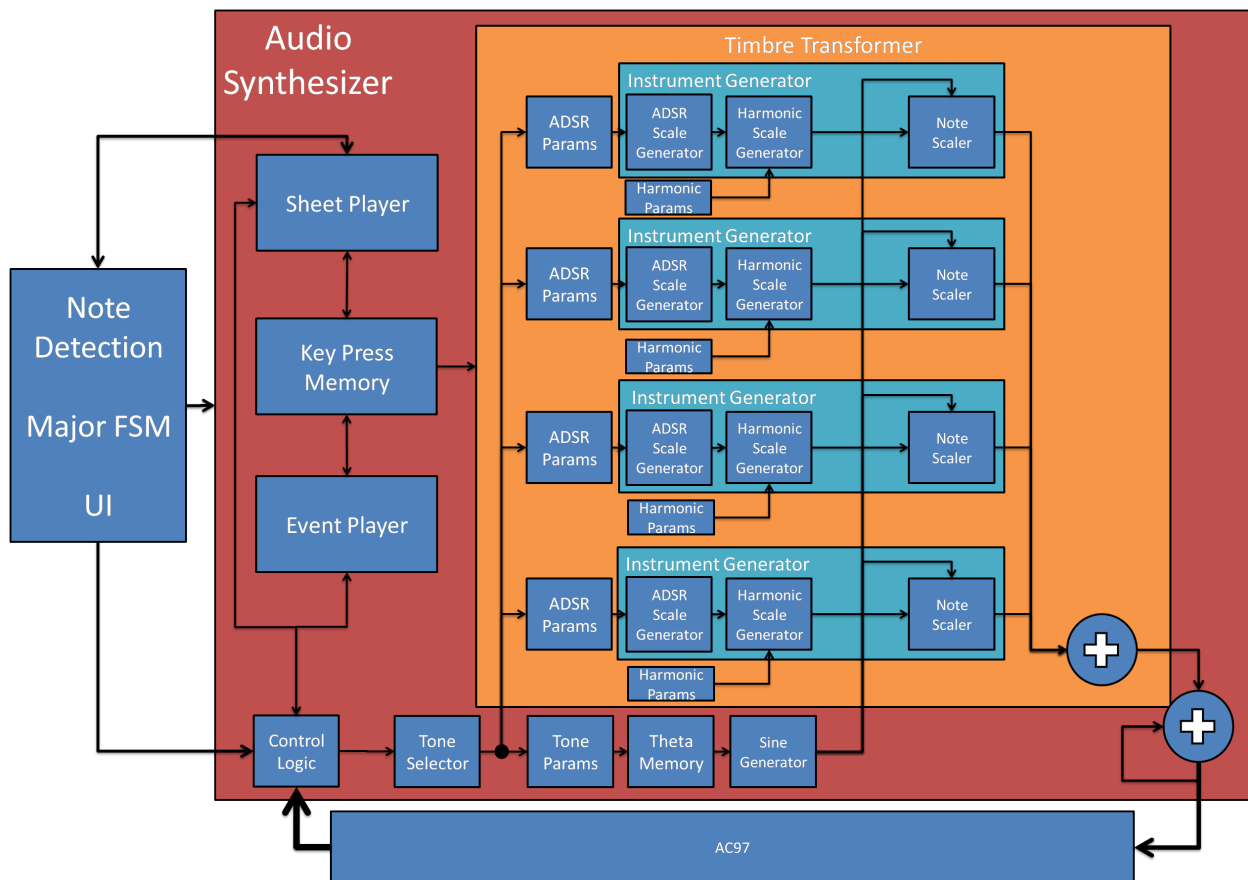 Audio
Synthesizer
Timbre Transformer
Instrument Generator
ADSR
Params
ADSR
Scale
Generator
Harmonic
Scale
Generator
Note
Scaler
Harmonic
Params
Instrument Generator
ADSR
Params
ADSR
Scale
Generator
Harmonic
Scale
Generator
Note
Scaler
Harmonic
Params
Instrument Generator
ADSR
Params
ADSR
Scale
Generator
Harmonic
Scale
Generator
Note
Scaler
Harmonic
Params
Instrument Generator
ADSR
Params
ADSR
Scale
Generator
Harmonic
Scale
Generator
Note
Scaler
Harmonic
Params
Sheet Player
Key Press
Memory
Event Player
Note
Detection
Major FSM
UI
Control
Logic
Tone
Selector
Tone
Params
Theta
Memory
Sine
Generator
AC97